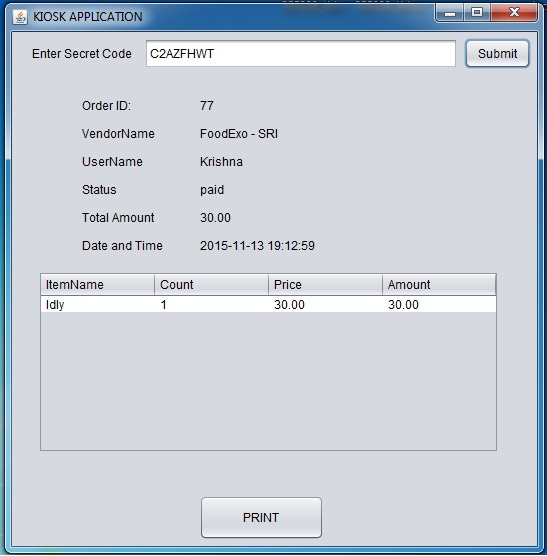 KIOSK APPLICATION
Enter Secret Code C2AZFHWT Submit
Order ID: 77
VendorName FoodExo - SRI
UserName Krishna
Status paid
Total Amount 30.00
Date and Time 2015-11-13 19:12:59
ItemName Count Price Amount
Idly 1 30.00 30.00
PRINT